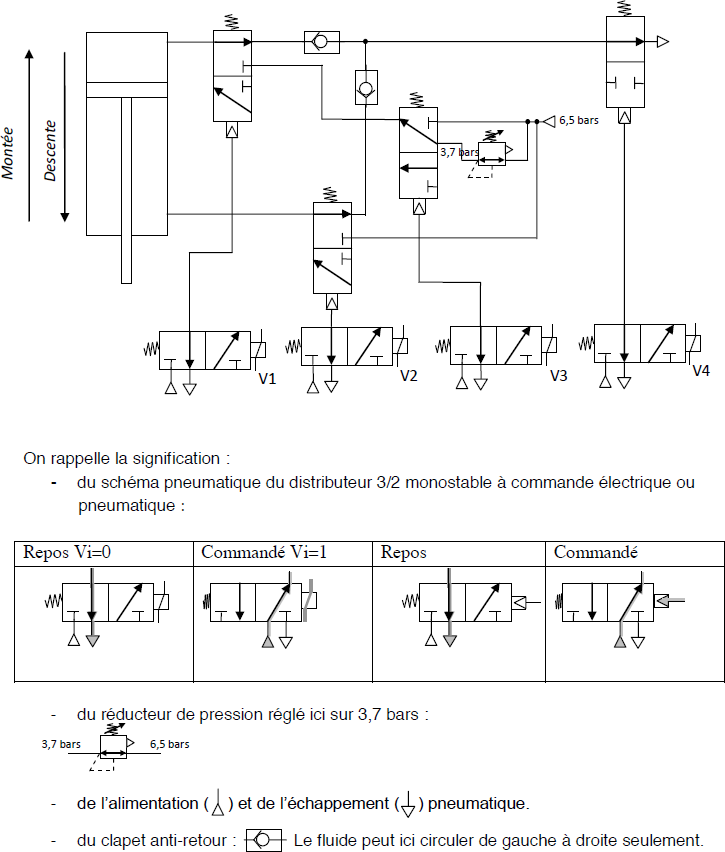 Montée
Descente
6,5 bars
3,7 bars
V1
V2
V3
V4
On rappelle la signification :
- du schéma pneumatique du distributeur 3/2 monostable à commande électrique ou
pneumatique :
Repos Vi=0 Commandé Vi=1 Repos Commandé
- du réducteur de pression réglé ici sur 3,7 bars :
3,7 bars 6,5 bars
- de l'alimentation ( ) et de l'échappement ( ) pneumatique.
- du clapet anti-retour : Le fluide peut ici circuler de gauche à droite seulement.